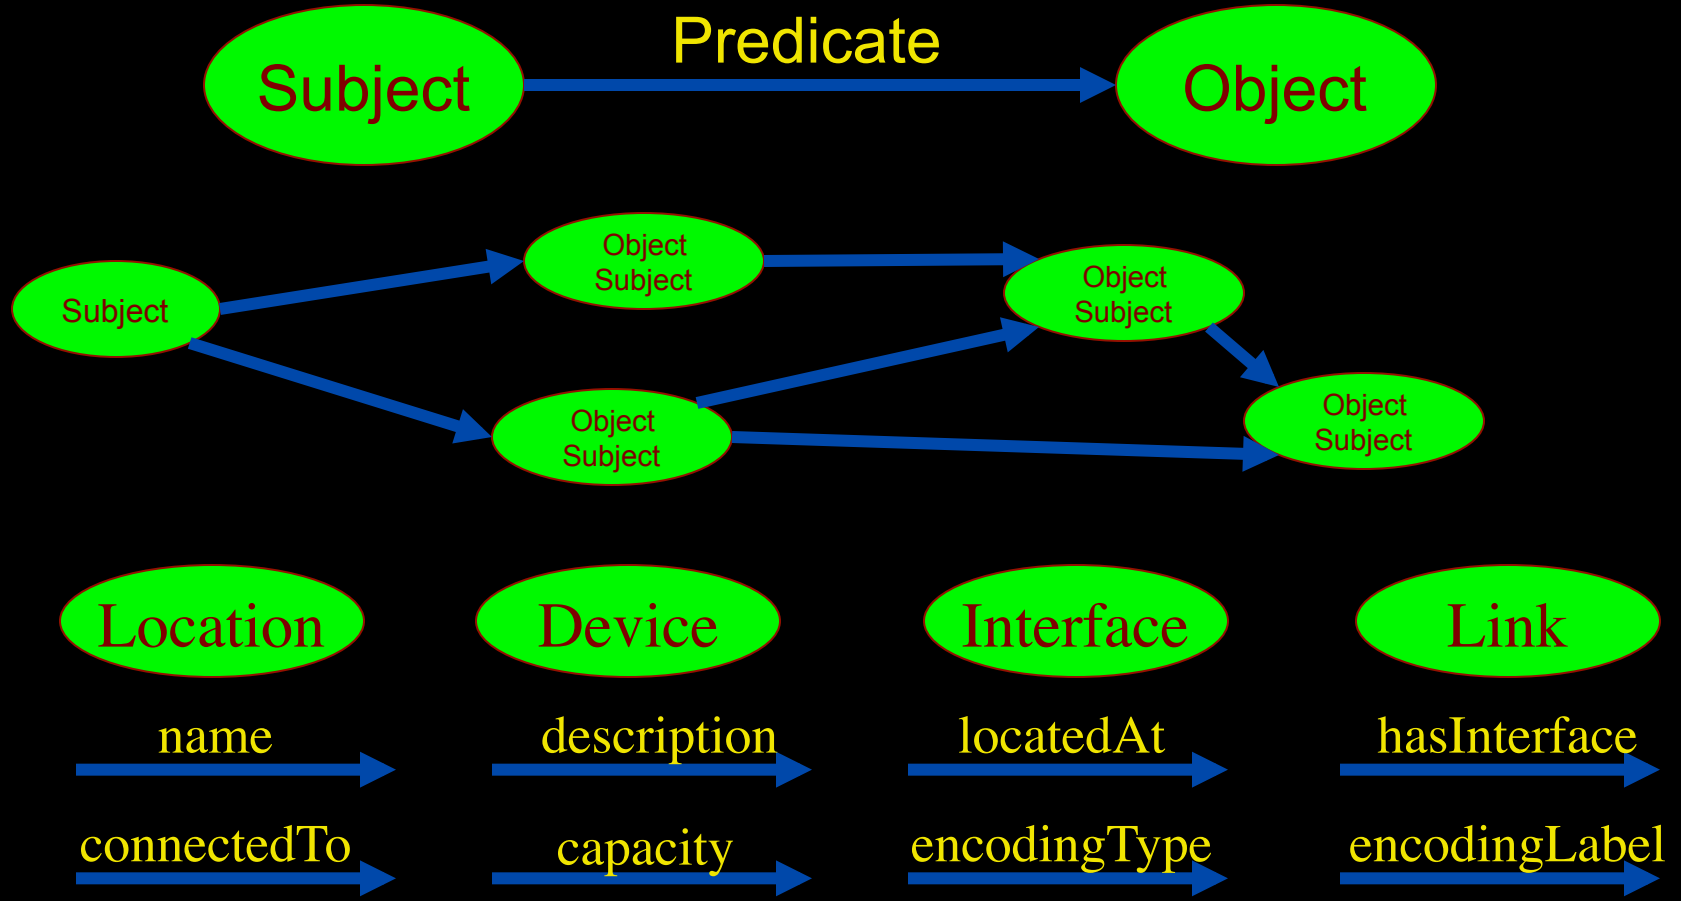 Predicate
Subject
Object
Object
Subject
Object
Subject
Subject
Object
Subject
Object
Subject
Location
Device
Interface
Link
name
description
locatedAt
hasInterface
connectedTo
capacity
encodingType
encodingLabel